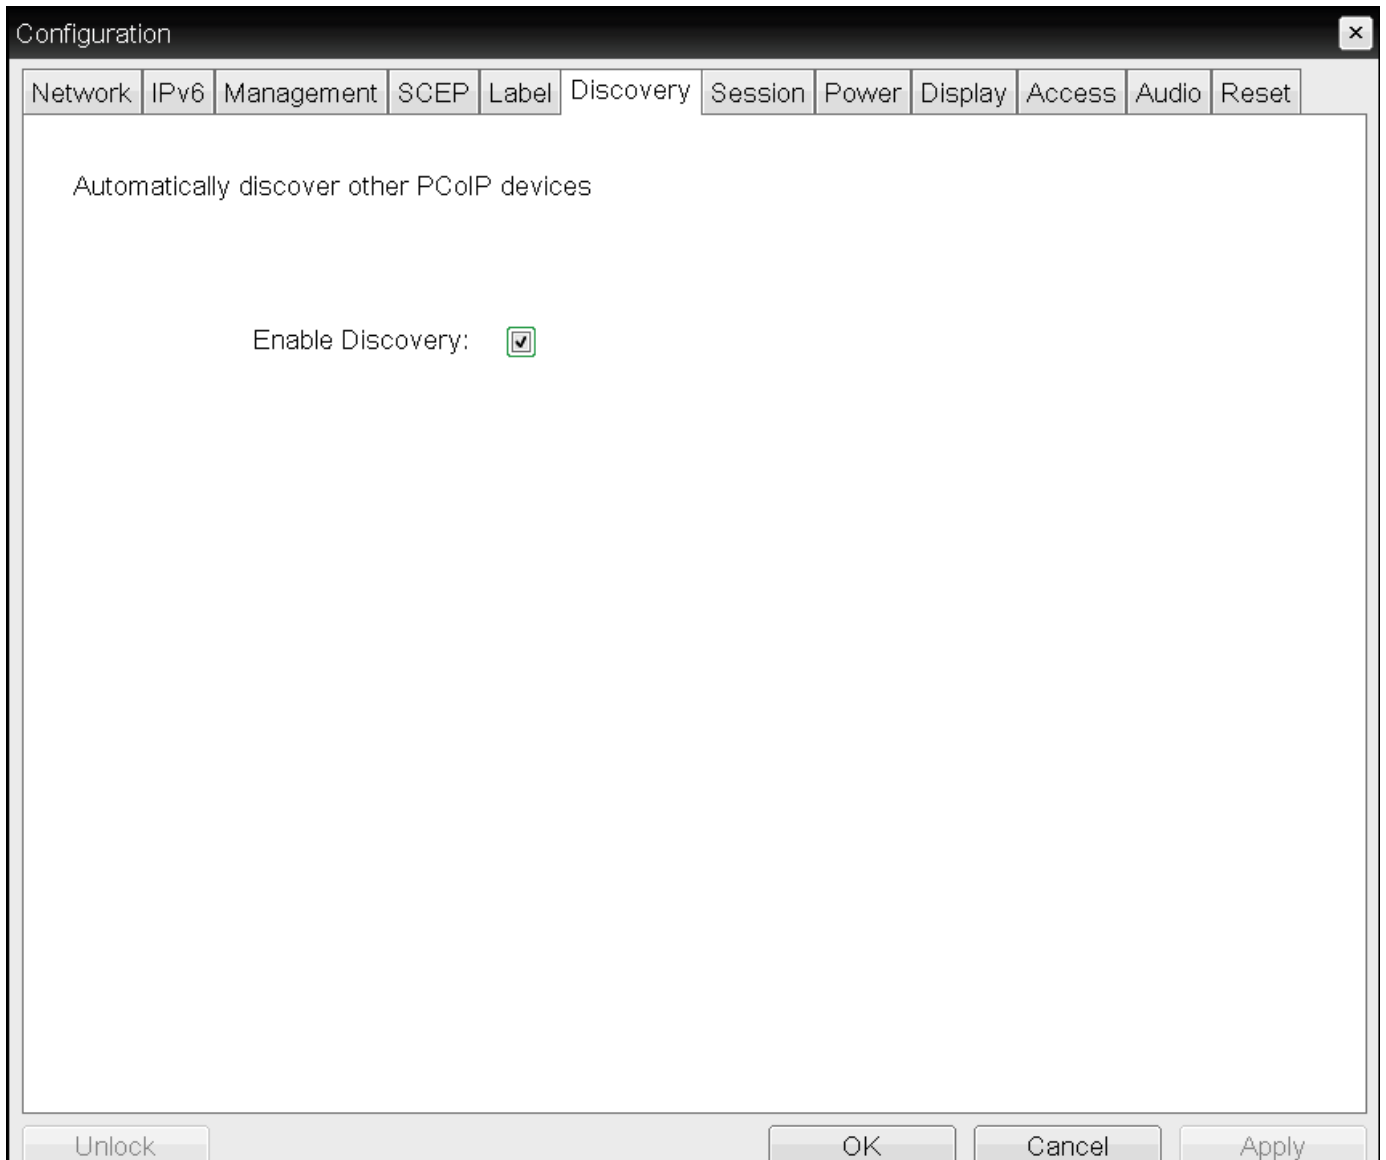 Configuration
Network IPv6 Management SCEP Label Discovery Session Power Display Access Audio Reset
Automatically discover other PCoIP devices
Enable Discovery:
Unlock OK Cancel Apply